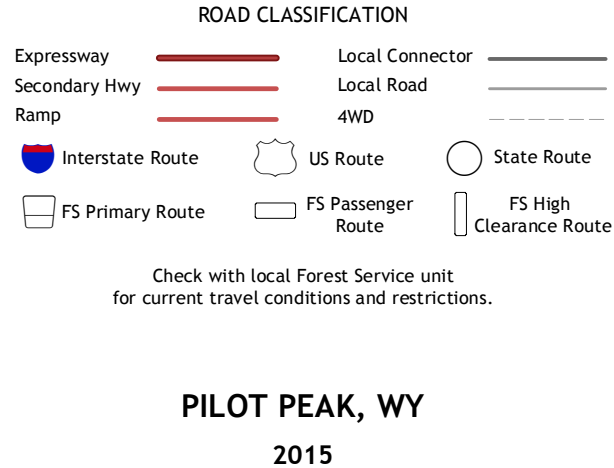 ROAD CLASSIFICATION
Expressway
Local Connector
Secondary Hwy
Local Road
Ramp
4WD
Interstate Route
US Route
State Route
FS Primary Route
FS Passenger
Route
FS High
Clearance Route
Check with local Forest Service unit
for current travel conditions and restrictions.
PILOT PEAK, WY
2015